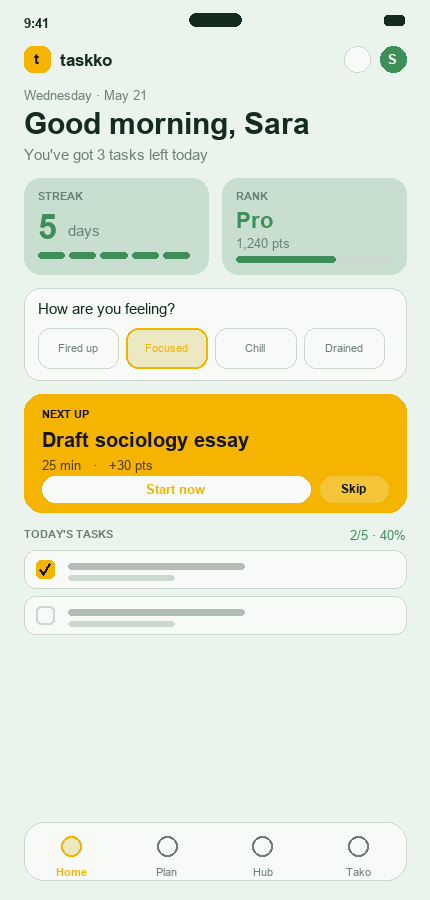 9:41
t taskko S
Wednesday · May 21
Good morning, Sara
You've got 3 tasks left today
STREAK
5 days
RANK
Pro
1,240 pts
How are you feeling?
Fired up Focused Chill Drained
NEXT UP
Draft sociology essay
25 min · +30 pts
Start now Skip
TODAY'S TASKS 2/5 · 40%
Home Plan Hub Tako